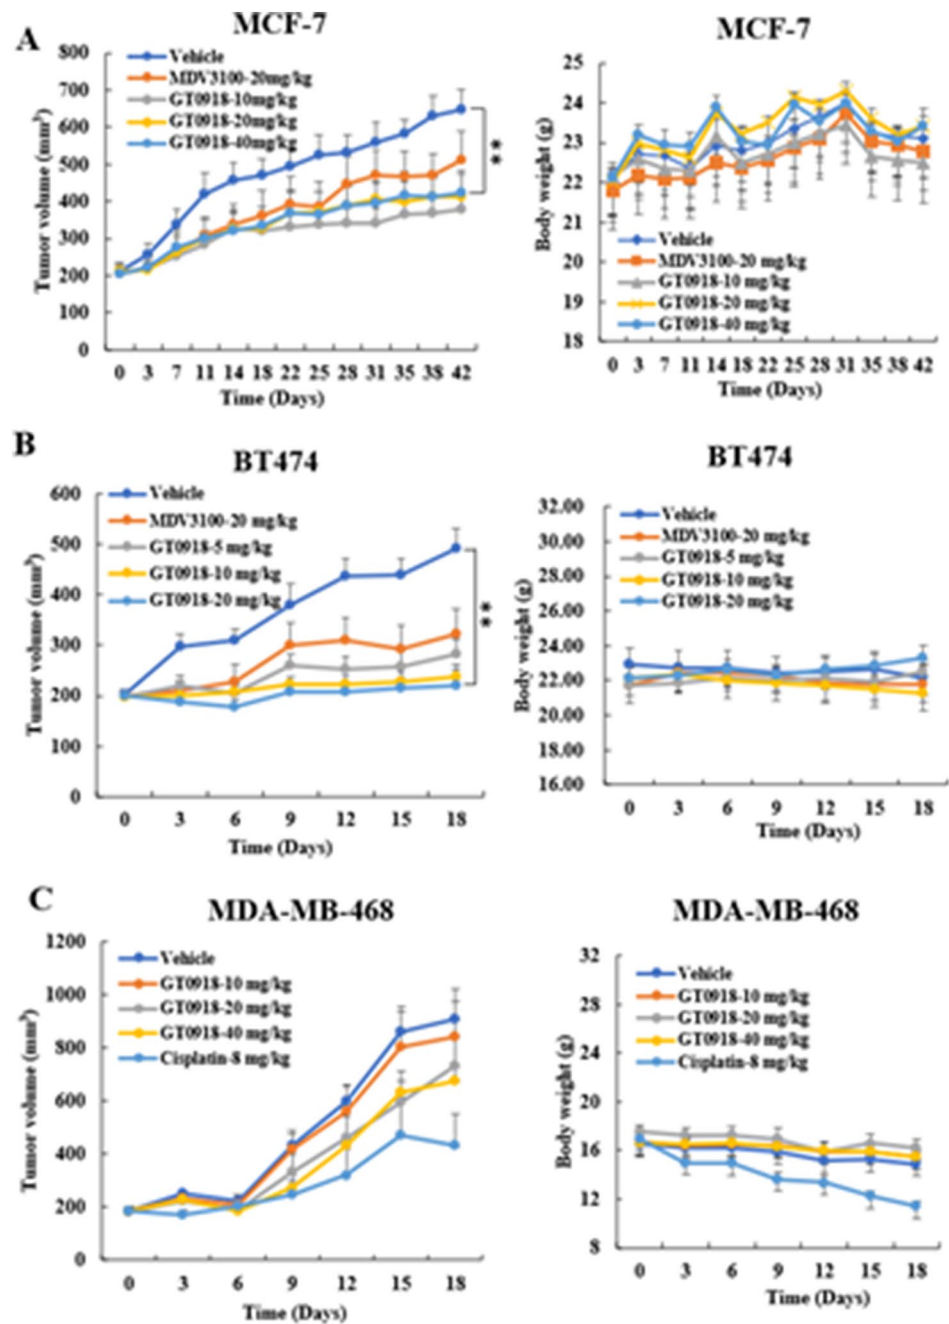 A
MCF-7
Tumor volume (mm³)
800
700
600
500
400
300
200
100
0
Vehicle
MDV3100-20mg/kg
GT0918-10mg/kg
GT0918-20mg/kg
GT0918-40mg/kg
**
0 3 7 11 14 18 22 25 28 31 35 38 42
Time (Days)
MCF-7
Body weight (g)
25
24
23
22
21
20
19
18
Vehicle
MDV3100-20 mg/kg
GT0918-10 mg/kg
GT0918-20 mg/kg
GT0918-40 mg/kg
0 3 7 11 14 18 22 25 28 31 35 38 42
Time (Days)
B
BT474
Tumor volume (mm³)
600
500
400
300
200
100
0
Vehicle
MDV3100-20 mg/kg
GT0918-5 mg/kg
GT0918-10 mg/kg
GT0918-20 mg/kg
**
0 3 6 9 12 15 18
Time (Days)
BT474
Body weight (g)
32.00
30.00
28.00
26.00
24.00
22.00
20.00
18.00
16.00
Vehicle
MDV3100-20 mg/kg
GT0918-5 mg/kg
GT0918-10 mg/kg
GT0918-20 mg/kg
0 3 6 9 12 15 18
Time (Days)
C
MDA-MB-468
Tumor volume (mm³)
1200
1000
800
600
400
200
0
Vehicle
GT0918-10 mg/kg
GT0918-20 mg/kg
GT0918-40 mg/kg
Cisplatin-8 mg/kg
0 3 6 9 12 15 18
Time (Days)
MDA-MB-468
Body weight (g)
32
28
24
20
16
12
8
Vehicle
GT0918-10 mg/kg
GT0918-20 mg/kg
GT0918-40 mg/kg
Cisplatin-8 mg/kg
0 3 6 9 12 15 18
Time (Days)